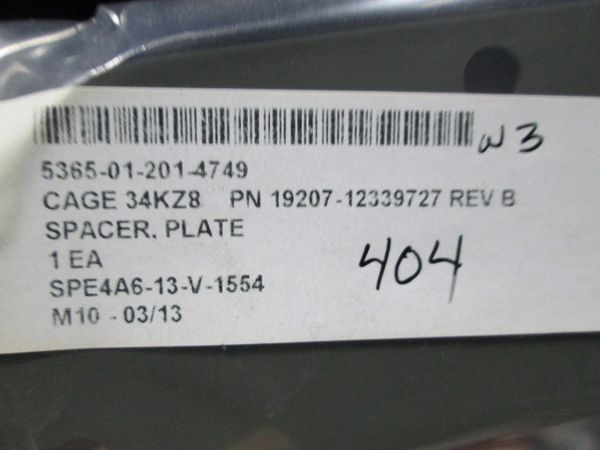 W3
5365-01-201-4749
CAGE 34KZ8 PN 19207-12339727 REV B
SPACER, PLATE
1 EA
404
SPE4A6-13-V-1554
M10 - 03/13